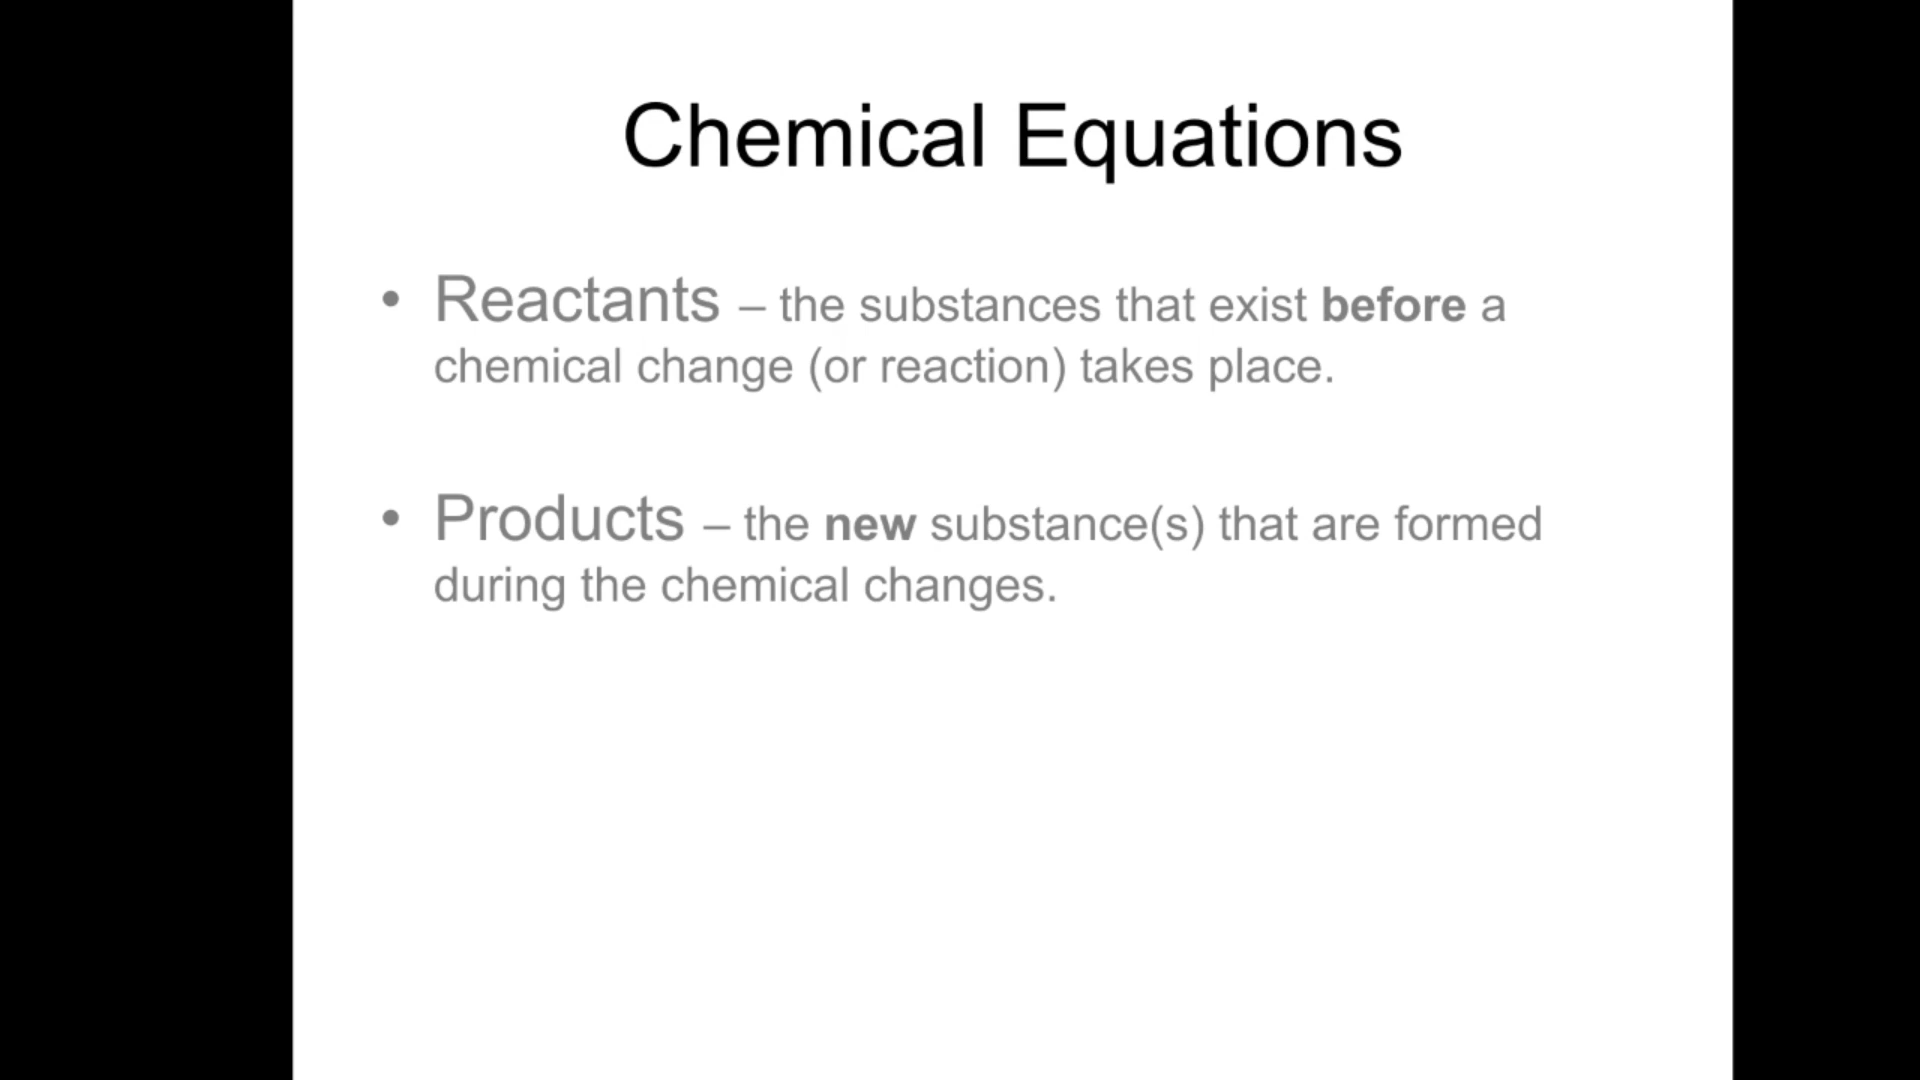 Chemical Equations
• Reactants – the substances that exist before a
chemical change (or reaction) takes place.
• Products – the new substance(s) that are formed
during the chemical changes.